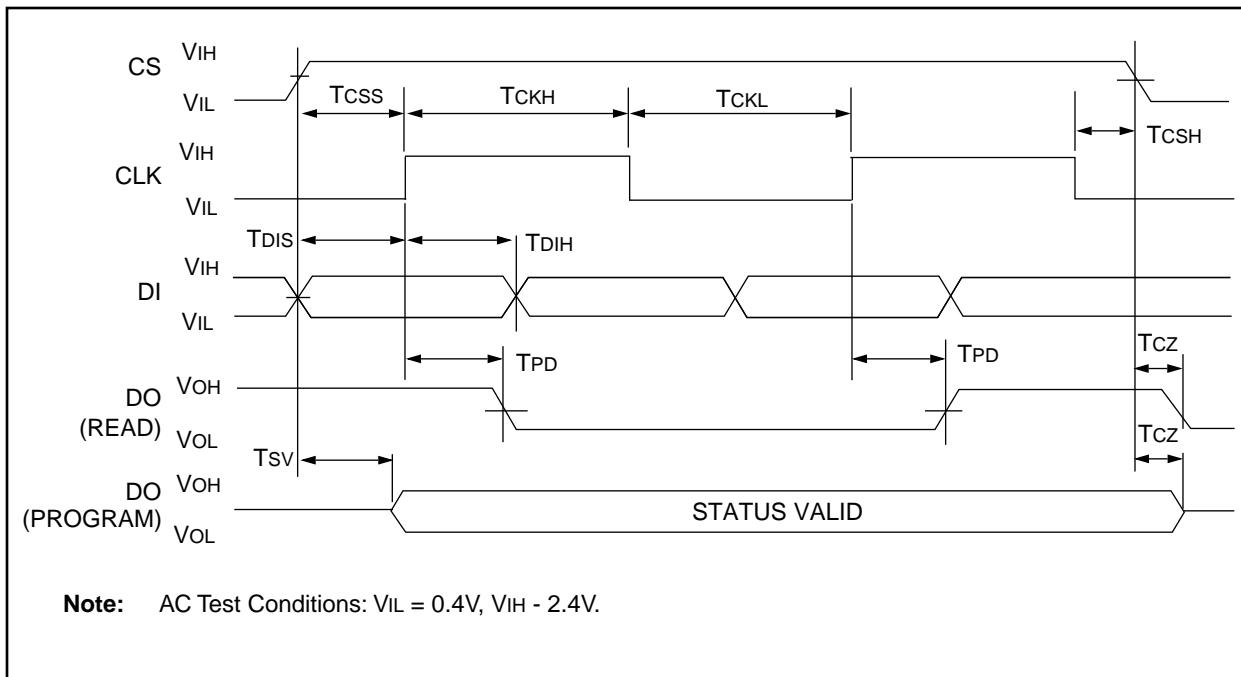 CS
VIH
VIL
TCSS
TCKH
TCKL
TCSH
CLK
VIH
VIL
TDIS
TDIH
DI
VIH
VIL
TPD
TPD
TCZ
DO
(READ)
VOH
VOL
TCZ
TSV
DO
(PROGRAM)
VOH
VOL
STATUS VALID
Note: AC Test Conditions: VIL = 0.4V, VIH - 2.4V.